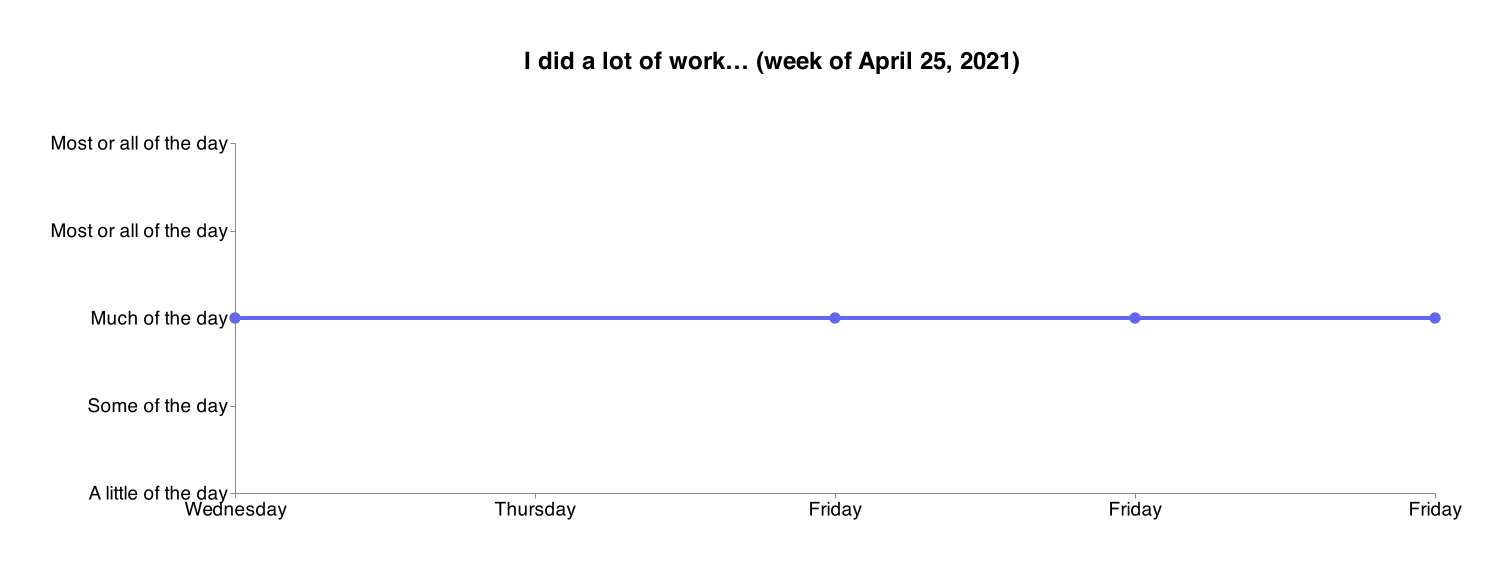 I did a lot of work… (week of April 25, 2021)
Most or all of the day
Most or all of the day
Much of the day
Some of the day
A little of the day
Wednesday Thursday Friday Friday Friday